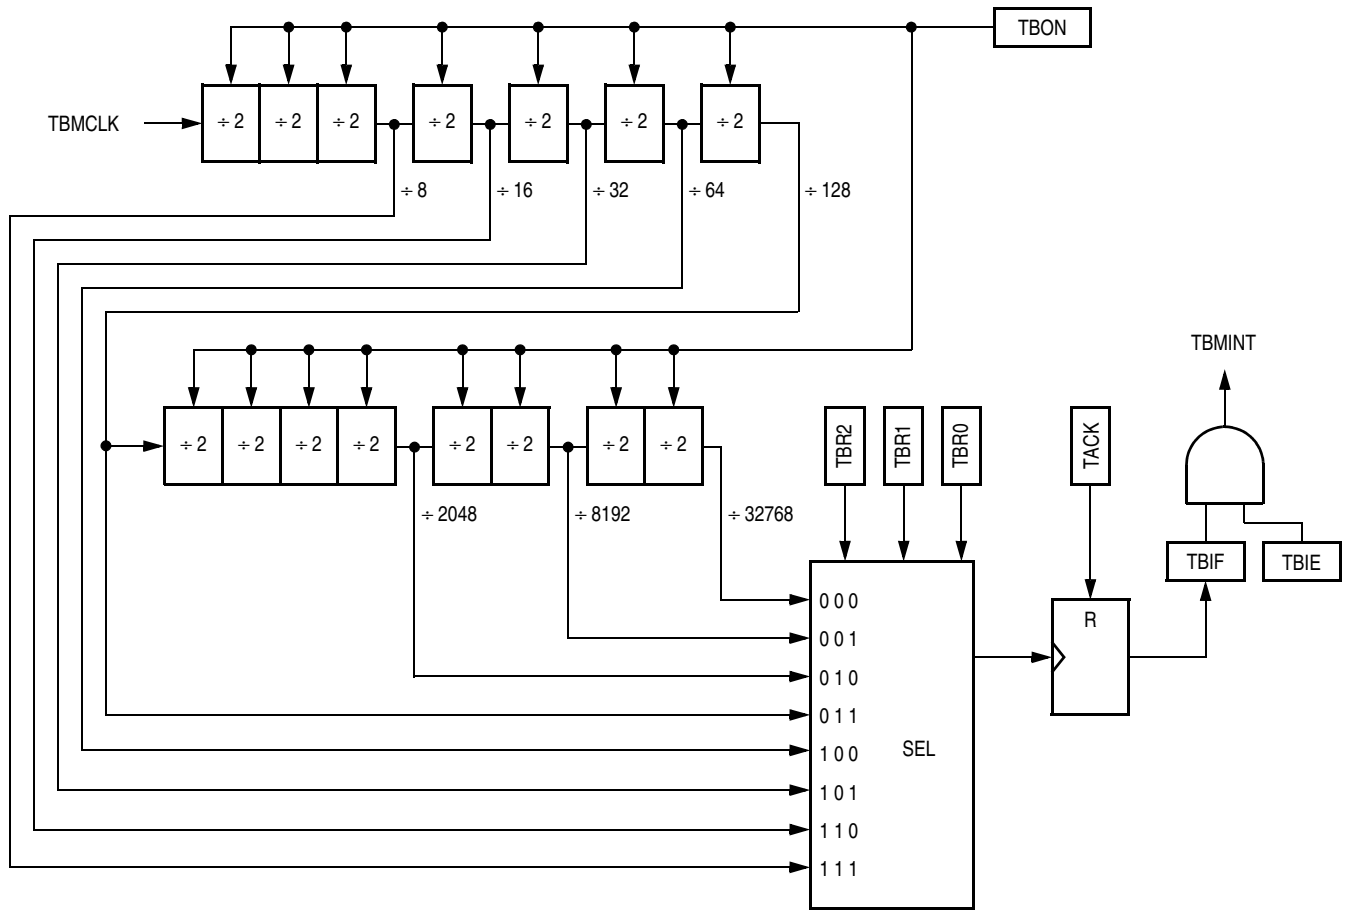 TBON
TBMCLK
÷ 2 ÷ 2 ÷ 2 ÷ 2 ÷ 2 ÷ 2 ÷ 2
÷ 8 ÷ 16 ÷ 32 ÷ 64 ÷ 128
TBMINT
÷ 2 ÷ 2 ÷ 2 ÷ 2 ÷ 2 ÷ 2 ÷ 2 ÷ 2
TBR2 TBR1 TBR0 TACK
÷ 2048 ÷ 8192 ÷ 32768
TBIF TBIE
0 0 0
R
0 0 1
0 1 0
0 1 1
SEL
1 0 0
1 0 1
1 1 0
1 1 1